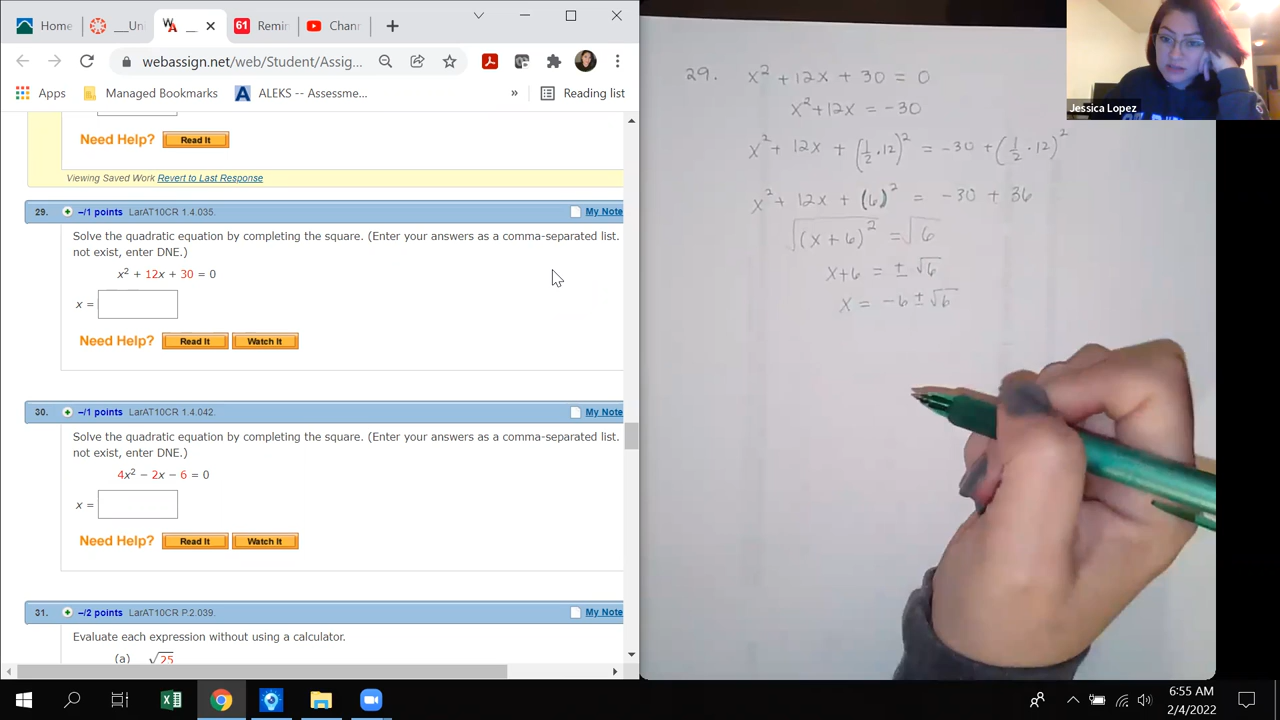 Home
__Un
__
61 Remin
Chann
webassign.net/web/Student/Assig...
Apps
Managed Bookmarks
ALEKS -- Assessme...
»
Reading list
Need Help? Read It
Viewing Saved Work Revert to Last Response
29. –/1 points LarAT10CR 1.4.035. My Note
Solve the quadratic equation by completing the square. (Enter your answers as a comma-separated list.
not exist, enter DNE.)
x² + 12x + 30 = 0
x =
Need Help? Read It Watch It
30. –/1 points LarAT10CR 1.4.042. My Note
Solve the quadratic equation by completing the square. (Enter your answers as a comma-separated list.
not exist, enter DNE.)
4x² − 2x − 6 = 0
x =
Need Help? Read It Watch It
31. –/2 points LarAT10CR P.2.039. My Note
Evaluate each expression without using a calculator.
(a) √25
29. x² + 12x + 30 = 0
x² + 12x = −30
x² + 12x + (1/2 · 12)² = −30 + (1/2 · 12)²
x² + 12x + (6)² = −30 + 36
√(x + 6)² = √6
x + 6 = ± √6
x = −6 ± √6
Jessica Lopez
6:55 AM
2/4/2022